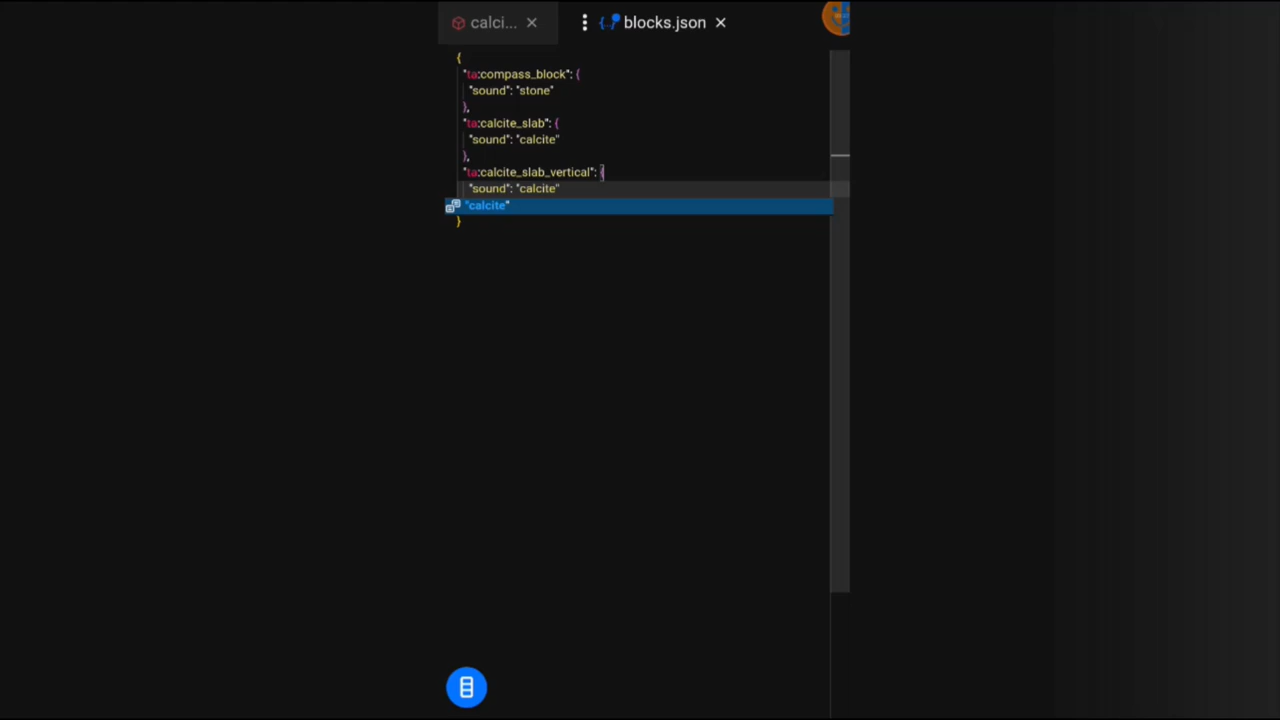 calci...
blocks.json
{
"ta:compass_block": {
"sound": "stone"
},
"ta:calcite_slab": {
"sound": "calcite"
},
"ta:calcite_slab_vertical": {
"sound": "calcite"
"calcite"
}